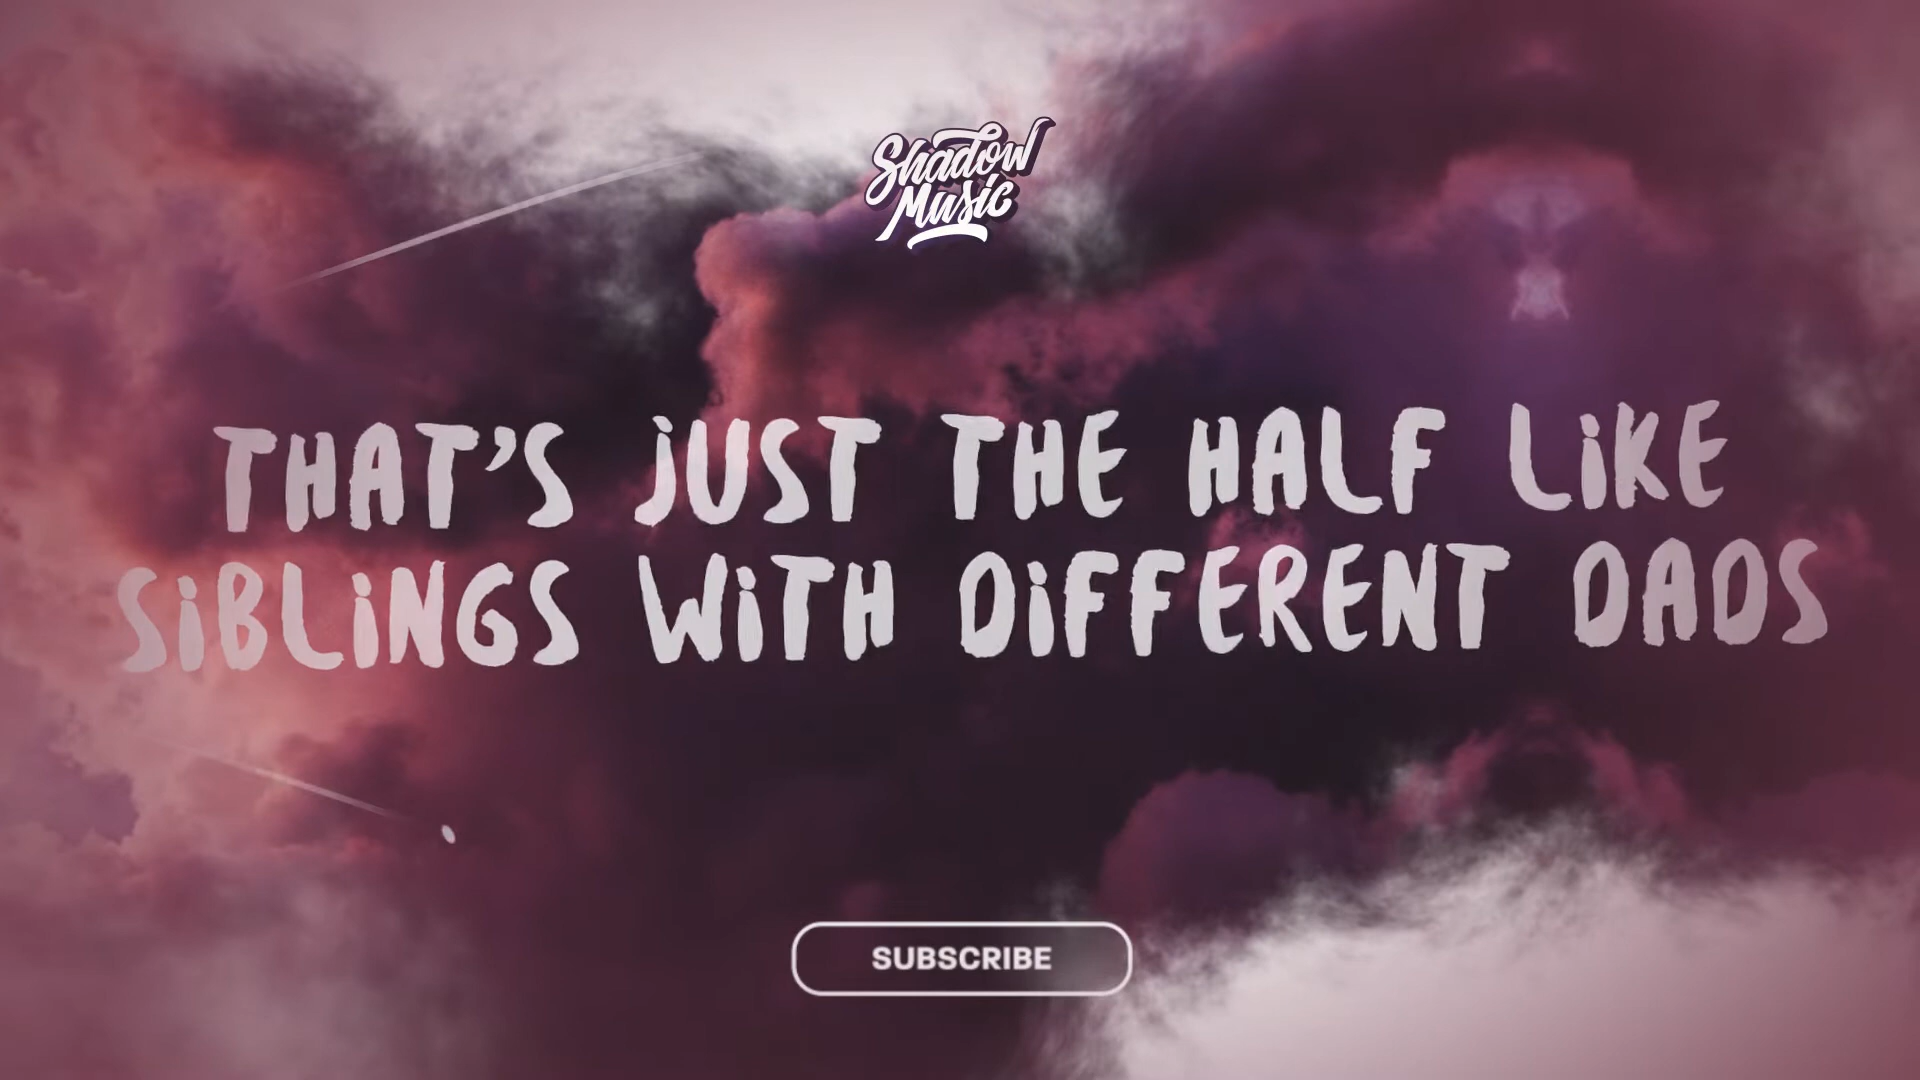 Shadow
Music
THAT'S JUST THE HALF LIKE
SIBLINGS WITH DIFFERENT DADS
SUBSCRIBE